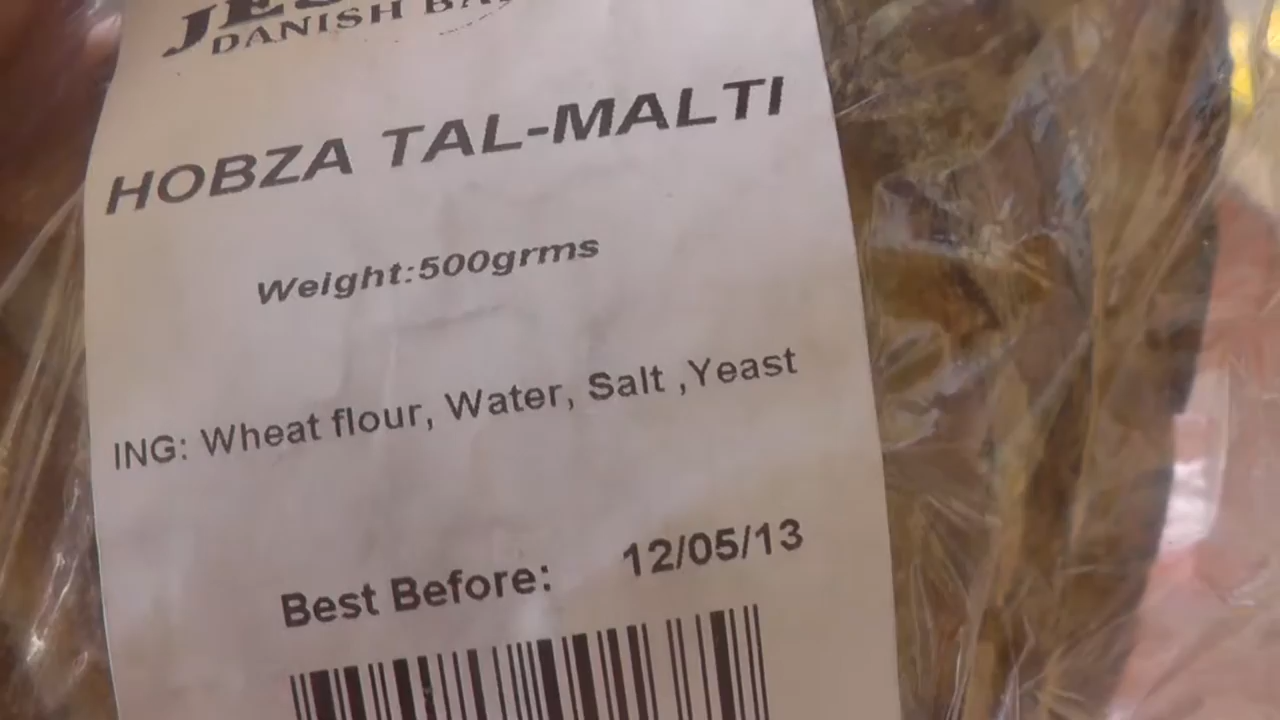 DANISH
HOBZA TAL-MALTI
Weight:500grms
ING: Wheat flour, Water, Salt ,Yeast
Best Before: 12/05/13